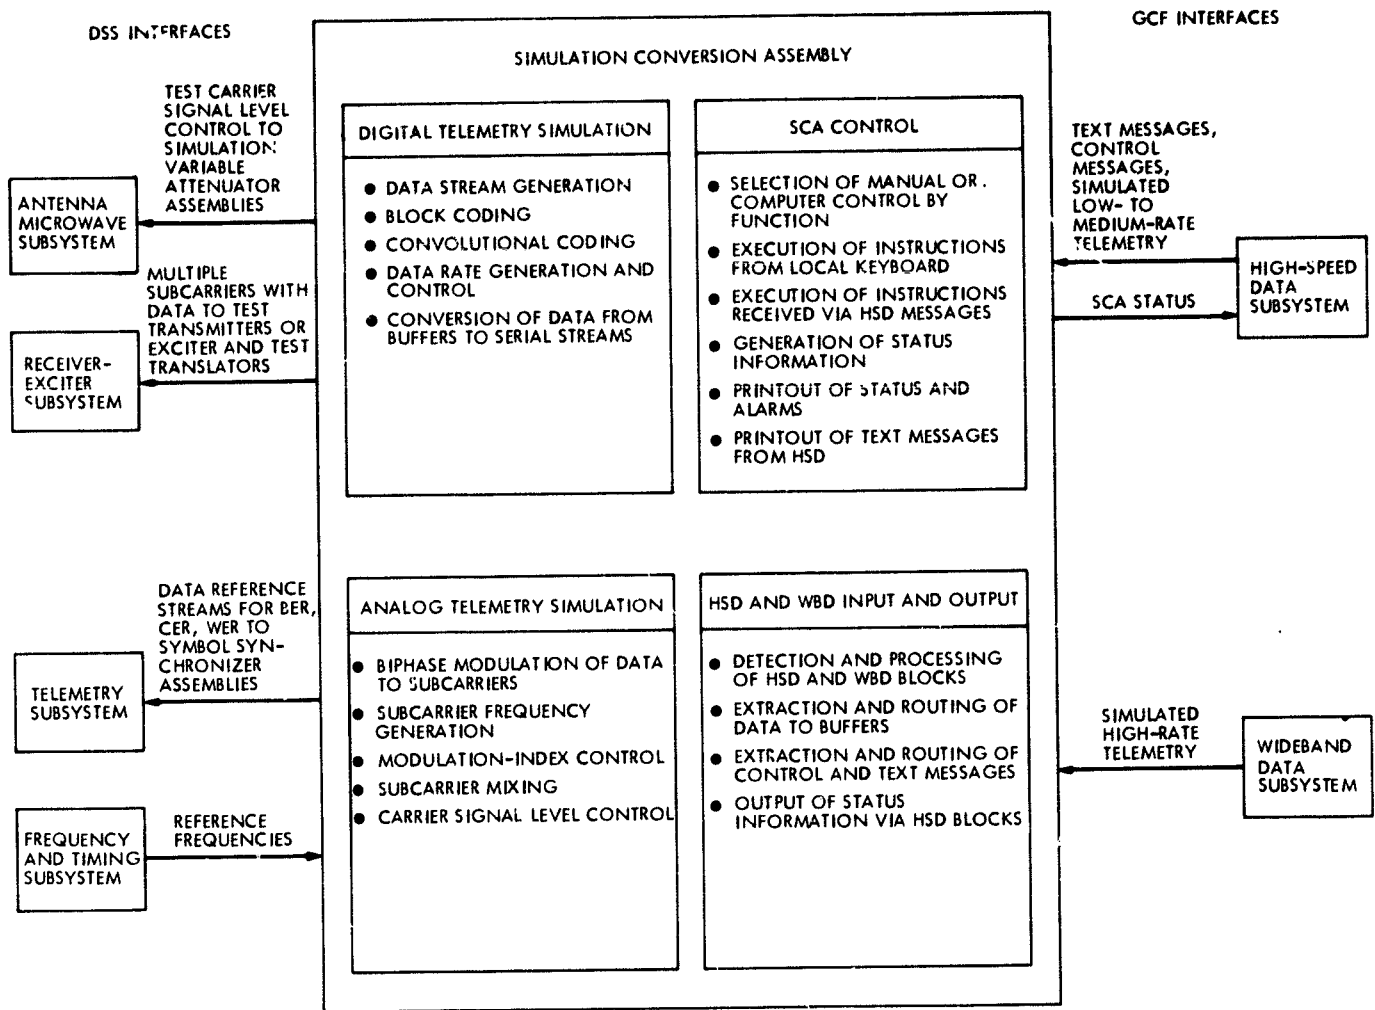 DSS INTERFACES
GCF INTERFACES
SIMULATION CONVERSION ASSEMBLY
TEST CARRIER
SIGNAL LEVEL
CONTROL TO
SIMULATION
VARIABLE
ATTENUATOR
ASSEMBLIES
ANTENNA
MICROWAVE
SUBSYSTEM
MULTIPLE
SUBCARRIERS WITH
DATA TO TEST
TRANSMITTERS OR
EXCITER AND TEST
TRANSLATORS
RECEIVER-
EXCITER
SUBSYSTEM
DATA REFERENCE
STREAMS FOR BER,
CER, WER TO
SYMBOL SYN-
CHRONIZER
ASSEMBLIES
TELEMETRY
SUBSYSTEM
REFERENCE
FREQUENCIES
FREQUENCY
AND TIMING
SUBSYSTEM
DIGITAL TELEMETRY SIMULATION
● DATA STREAM GENERATION
● BLOCK CODING
● CONVOLUTIONAL CODING
● DATA RATE GENERATION AND
CONTROL
● CONVERSION OF DATA FROM
BUFFERS TO SERIAL STREAMS
SCA CONTROL
● SELECTION OF MANUAL OR
COMPUTER CONTROL BY
FUNCTION
● EXECUTION OF INSTRUCTIONS
FROM LOCAL KEYBOARD
● EXECUTION OF INSTRUCTIONS
RECEIVED VIA HSD MESSAGES
● GENERATION OF STATUS
INFORMATION
● PRINTOUT OF STATUS AND
ALARMS
● PRINTOUT OF TEXT MESSAGES
FROM HSD
ANALOG TELEMETRY SIMULATION
● BIPHASE MODULATION OF DATA
TO SUBCARRIERS
● SUBCARRIER FREQUENCY
GENERATION
● MODULATION-INDEX CONTROL
● SUBCARRIER MIXING
● CARRIER SIGNAL LEVEL CONTROL
HSD AND WBD INPUT AND OUTPUT
● DETECTION AND PROCESSING
OF HSD AND WBD BLOCKS
● EXTRACTION AND ROUTING OF
DATA TO BUFFERS
● EXTRACTION AND ROUTING OF
CONTROL AND TEXT MESSAGES
● OUTPUT OF STATUS
INFORMATION VIA HSD BLOCKS
TEXT MESSAGES,
CONTROL
MESSAGES,
SIMULATED
LOW- TO
MEDIUM-RATE
TELEMETRY
SCA STATUS
HIGH-SPEED
DATA
SUBSYSTEM
SIMULATED
HIGH-RATE
TELEMETRY
WIDEBAND
DATA
SUBSYSTEM